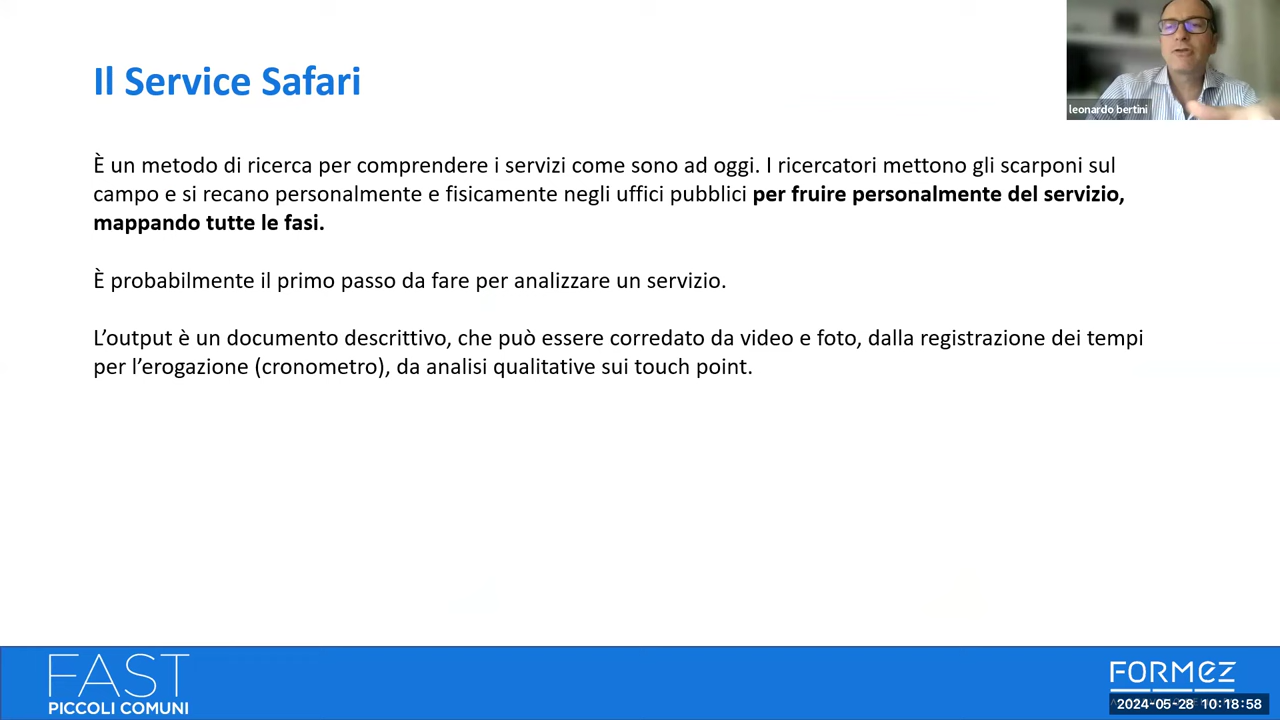 Il Service Safari
leonardo bertini
È un metodo di ricerca per comprendere i servizi come sono ad oggi. I ricercatori mettono gli scarponi sul
campo e si recano personalmente e fisicamente negli uffici pubblici per fruire personalmente del servizio,
mappando tutte le fasi.
È probabilmente il primo passo da fare per analizzare un servizio.
L’output è un documento descrittivo, che può essere corredato da video e foto, dalla registrazione dei tempi
per l’erogazione (cronometro), da analisi qualitative sui touch point.
FAST
PICCOLI COMUNI
FORMEZ
2024-05-28 10:18:58